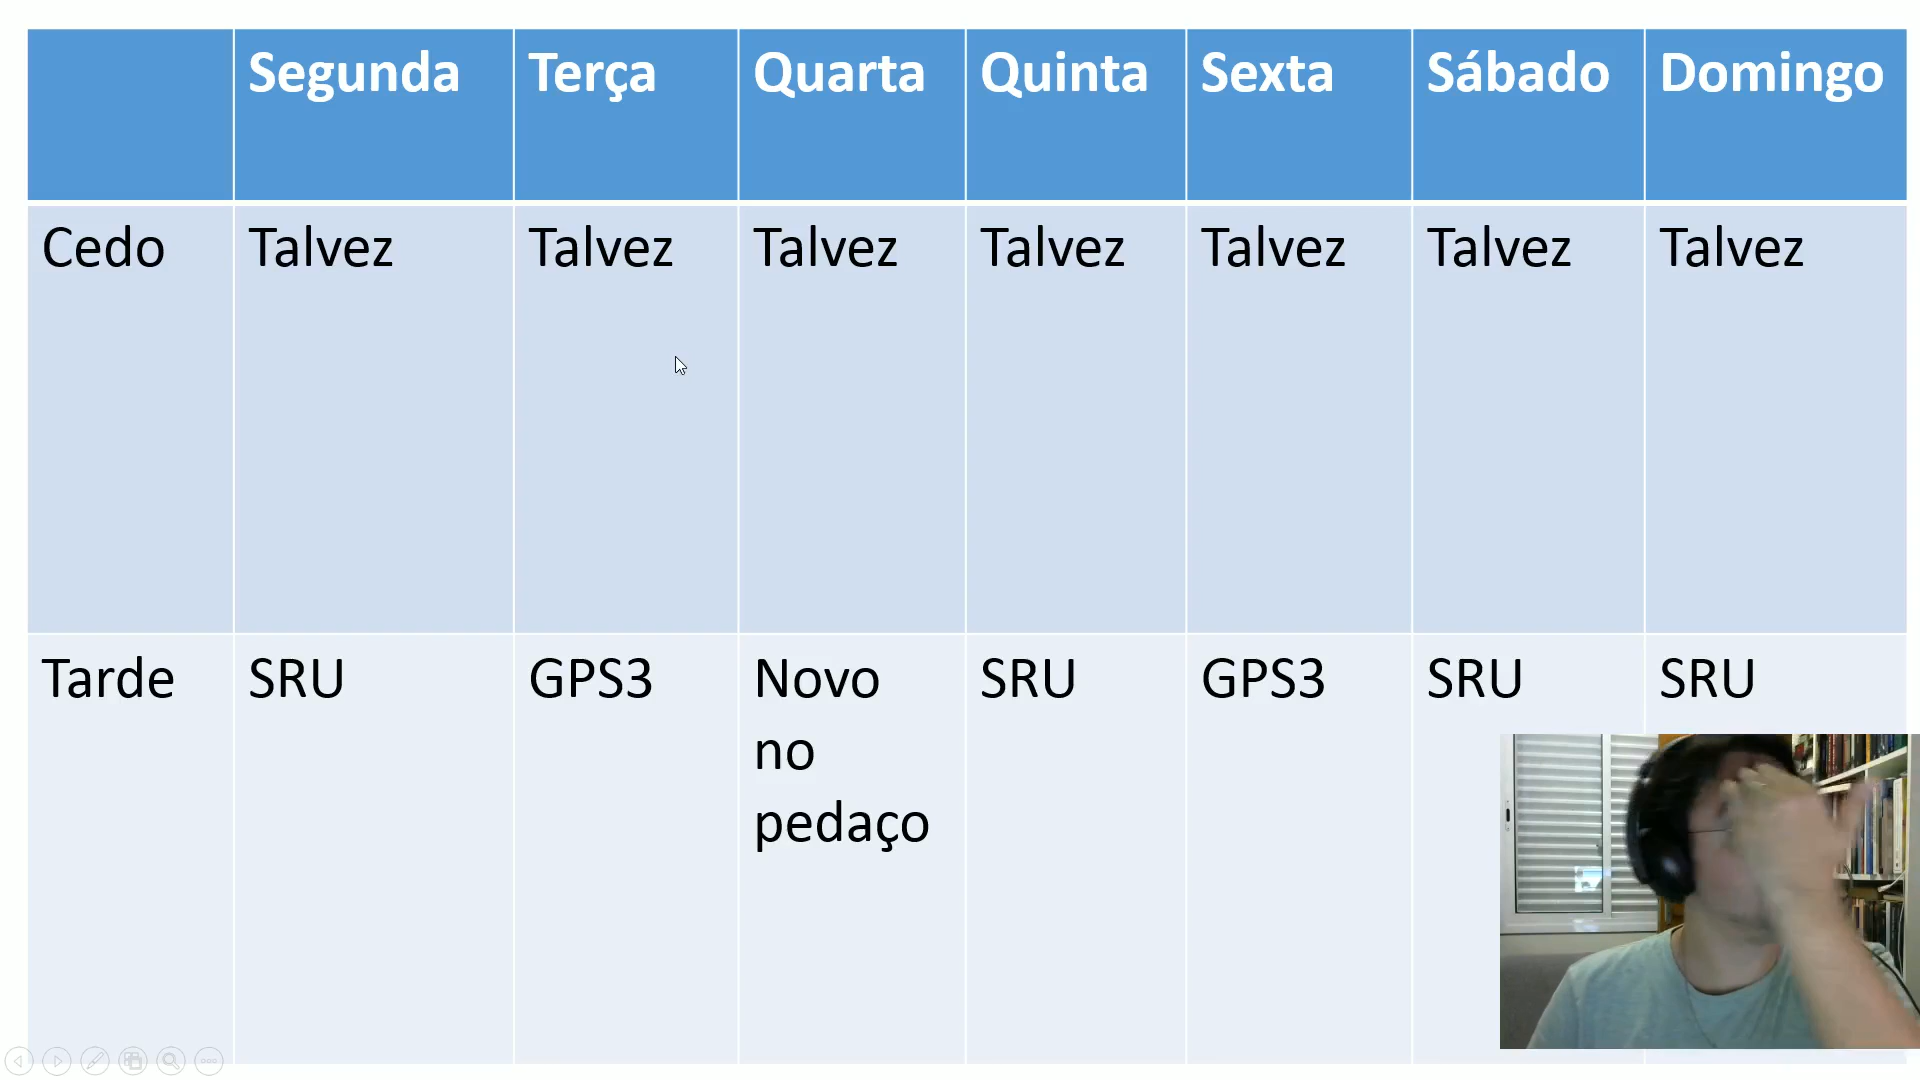 Segunda Terça Quarta Quinta Sexta Sábado Domingo
Cedo Talvez Talvez Talvez Talvez Talvez Talvez Talvez
Tarde SRU GPS3 Novo SRU GPS3 SRU SRU
no
pedaço